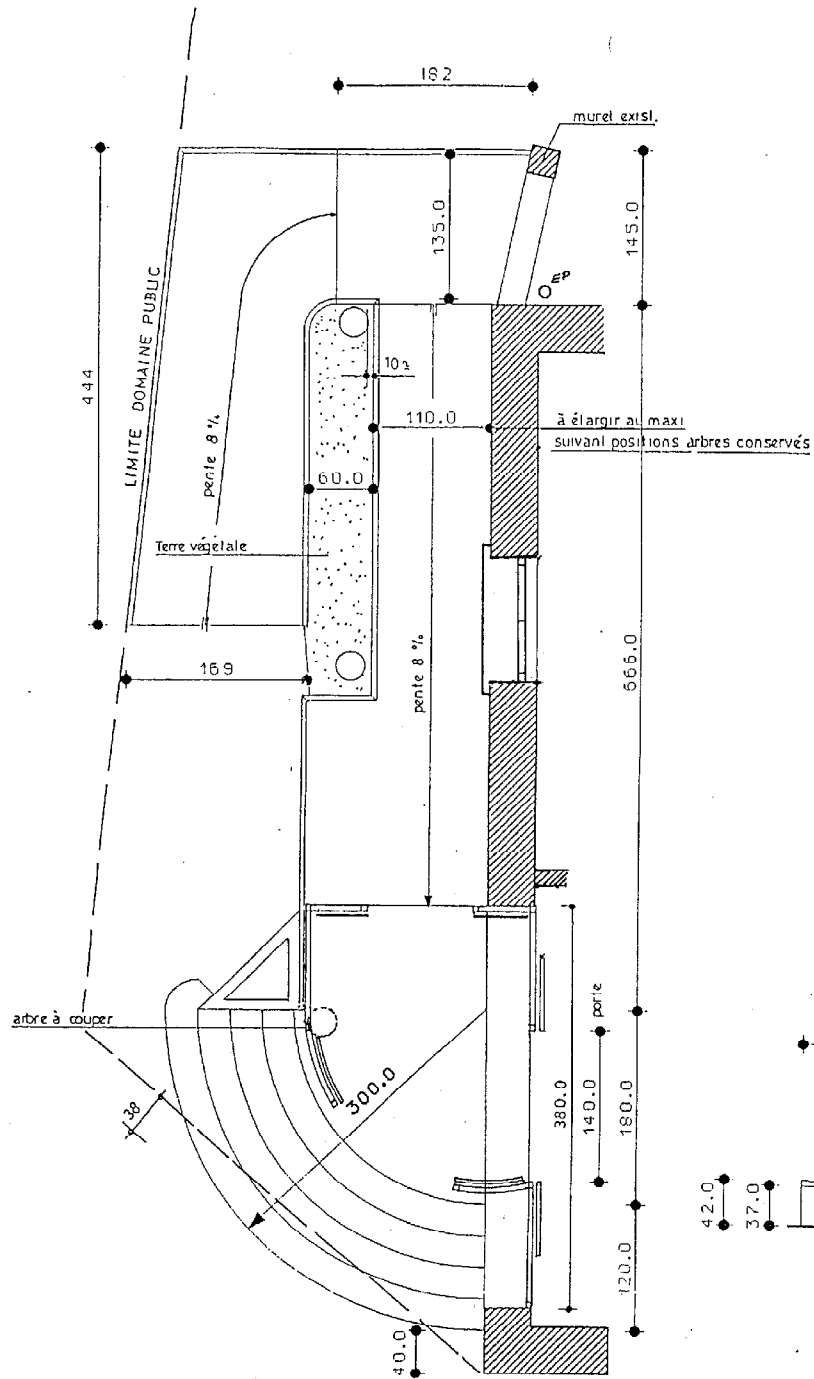 182
murel exist.
444
135.0
145.0
EP
LIMITE DOMAINE PUBLIC
pente 8 %
110.0
à élargir au maxi
suivant positions arbres conservés
60.0
Terre végétale
169
pente 8 %
666.0
arbre à couper
porte
300.0
38
380.0
140.0
180.0
42.0
37.0
120.0
40.0